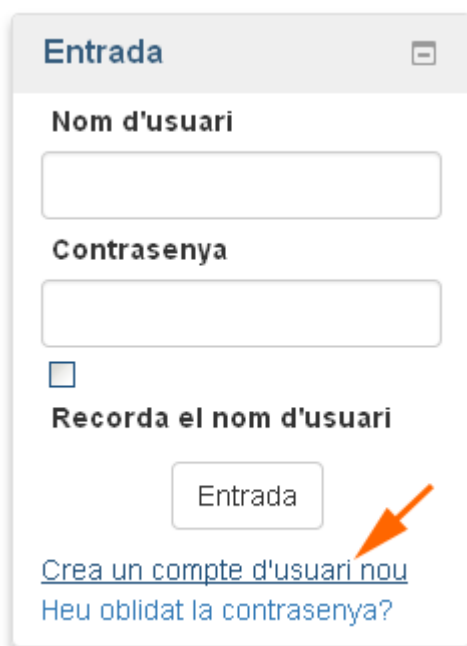 Entrada
Nom d'usuari
Contrasenya
Recorda el nom d'usuari
Entrada
Crea un compte d'usuari nou
Heu oblidat la contrasenya?